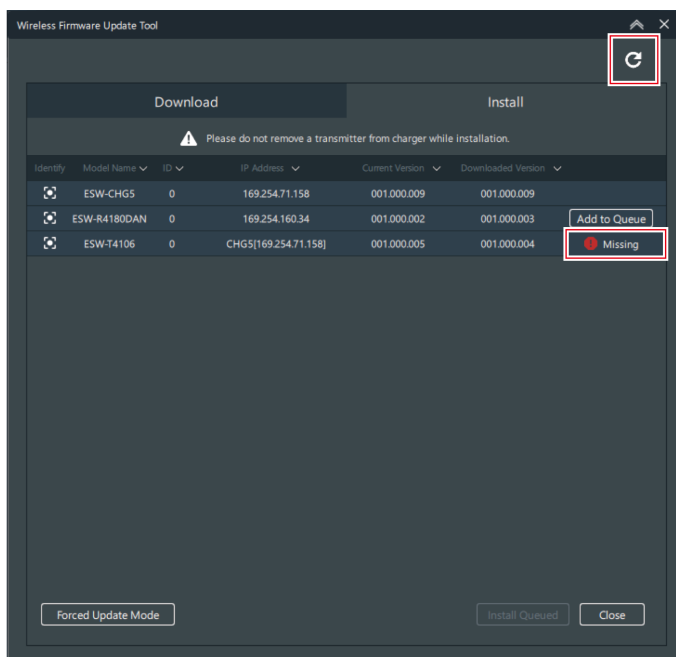 Wireless Firmware Update Tool
Download Install
Please do not remove a transmitter from charger while installation.
Identify Model Name ID IP Address Current Version Downloaded Version
ESW-CHG5 0 169.254.71.158 001.000.009 001.000.009
ESW-R4180DAN 0 169.254.160.34 001.000.002 001.000.003 Add to Queue
ESW-T4106 0 CHG5[169.254.71.158] 001.000.005 001.000.004 Missing
Forced Update Mode Install Queued Close